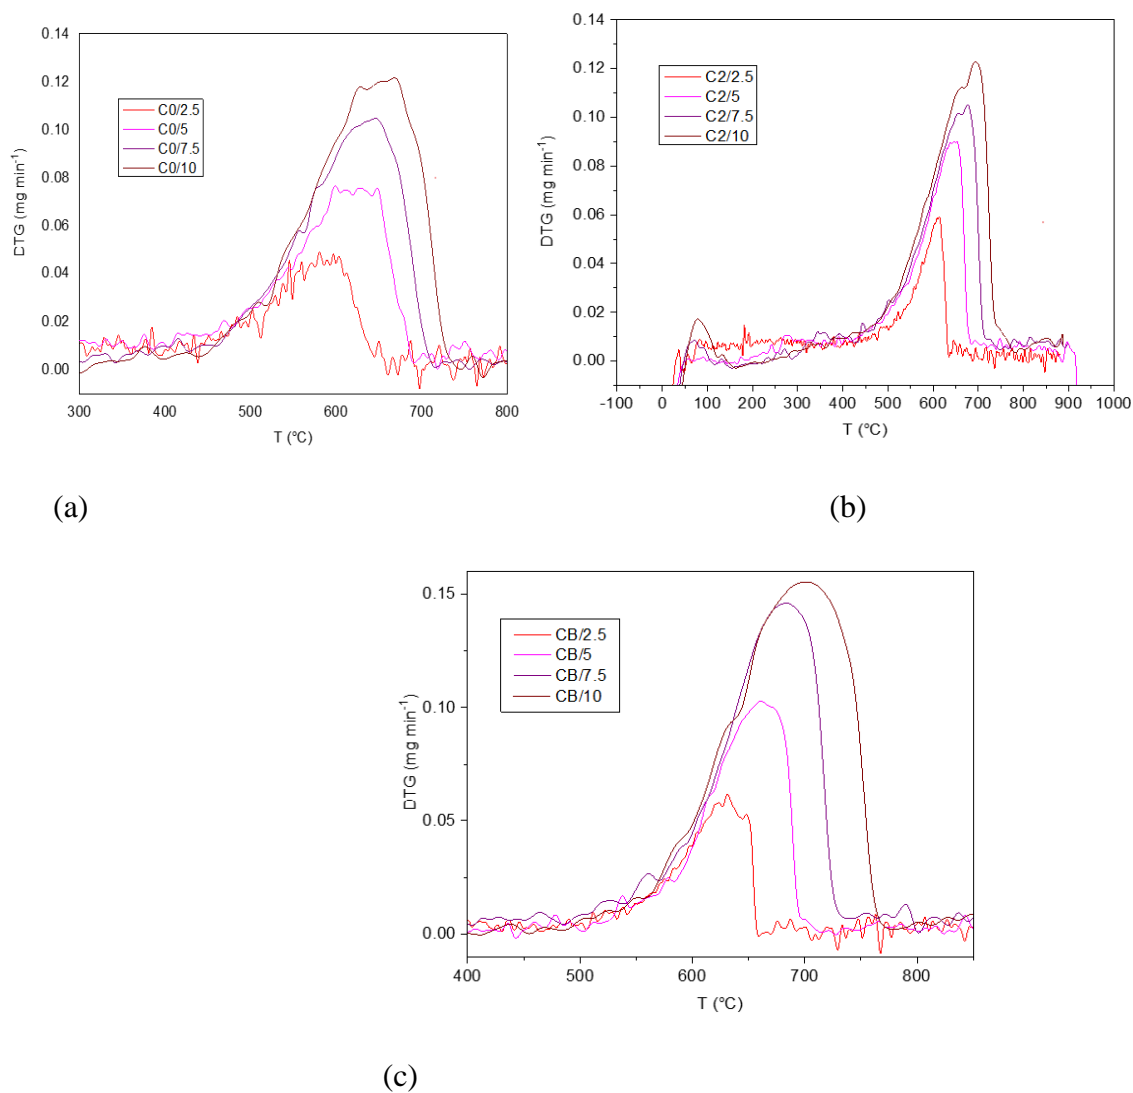 0.14
0.12
0.10
0.08
0.06
0.04
0.02
0.00
DTG (mg min⁻¹)
C0/2.5
C0/5
C0/7.5
C0/10
300 400 500 600 700 800
T (°C)
(a)
0.14
0.12
0.10
0.08
0.06
0.04
0.02
0.00
DTG (mg min⁻¹)
C2/2.5
C2/5
C2/7.5
C2/10
-100 0 100 200 300 400 500 600 700 800 900 1000
T (°C)
(b)
0.15
0.10
0.05
0.00
DTG (mg min⁻¹)
CB/2.5
CB/5
CB/7.5
CB/10
400 500 600 700 800
T (°C)
(c)